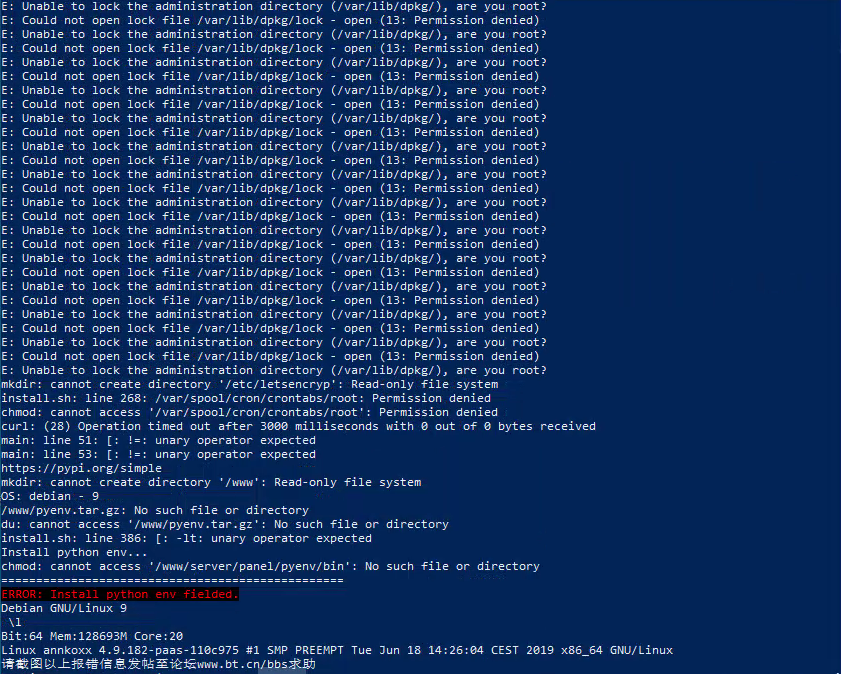 E: Unable to lock the administration directory (/var/lib/dpkg/), are you root?
E: Could not open lock file /var/lib/dpkg/lock - open (13: Permission denied)
E: Unable to lock the administration directory (/var/lib/dpkg/), are you root?
E: Could not open lock file /var/lib/dpkg/lock - open (13: Permission denied)
E: Unable to lock the administration directory (/var/lib/dpkg/), are you root?
E: Could not open lock file /var/lib/dpkg/lock - open (13: Permission denied)
E: Unable to lock the administration directory (/var/lib/dpkg/), are you root?
E: Could not open lock file /var/lib/dpkg/lock - open (13: Permission denied)
E: Unable to lock the administration directory (/var/lib/dpkg/), are you root?
E: Could not open lock file /var/lib/dpkg/lock - open (13: Permission denied)
E: Unable to lock the administration directory (/var/lib/dpkg/), are you root?
E: Could not open lock file /var/lib/dpkg/lock - open (13: Permission denied)
E: Unable to lock the administration directory (/var/lib/dpkg/), are you root?
E: Could not open lock file /var/lib/dpkg/lock - open (13: Permission denied)
E: Unable to lock the administration directory (/var/lib/dpkg/), are you root?
E: Could not open lock file /var/lib/dpkg/lock - open (13: Permission denied)
E: Unable to lock the administration directory (/var/lib/dpkg/), are you root?
E: Could not open lock file /var/lib/dpkg/lock - open (13: Permission denied)
E: Unable to lock the administration directory (/var/lib/dpkg/), are you root?
E: Could not open lock file /var/lib/dpkg/lock - open (13: Permission denied)
E: Unable to lock the administration directory (/var/lib/dpkg/), are you root?
E: Could not open lock file /var/lib/dpkg/lock - open (13: Permission denied)
E: Unable to lock the administration directory (/var/lib/dpkg/), are you root?
E: Could not open lock file /var/lib/dpkg/lock - open (13: Permission denied)
E: Unable to lock the administration directory (/var/lib/dpkg/), are you root?
E: Could not open lock file /var/lib/dpkg/lock - open (13: Permission denied)
E: Unable to lock the administration directory (/var/lib/dpkg/), are you root?
mkdir: cannot create directory '/etc/letsencryp': Read-only file system
install.sh: line 268: /var/spool/cron/crontabs/root: Permission denied
chmod: cannot access '/var/spool/cron/crontabs/root': Permission denied
curl: (28) Operation timed out after 3000 milliseconds with 0 out of 0 bytes received
main: line 51: [: !=: unary operator expected
main: line 53: [: !=: unary operator expected
https://pypi.org/simple
mkdir: cannot create directory '/www': Read-only file system
OS: debian - 9
/www/pyenv.tar.gz: No such file or directory
du: cannot access '/www/pyenv.tar.gz': No such file or directory
install.sh: line 386: [: -lt: unary operator expected
Install python env...
chmod: cannot access '/www/server/panel/pyenv/bin': No such file or directory
=================================================
ERROR: Install python env fielded.
Debian GNU/Linux 9
\l
Bit:64 Mem:128693M Core:20
Linux annkoxx 4.9.182-paas-110c975 #1 SMP PREEMPT Tue Jun 18 14:26:04 CEST 2019 x86_64 GNU/Linux
请截图以上报错信息发帖至论坛www.bt.cn/bbs求助